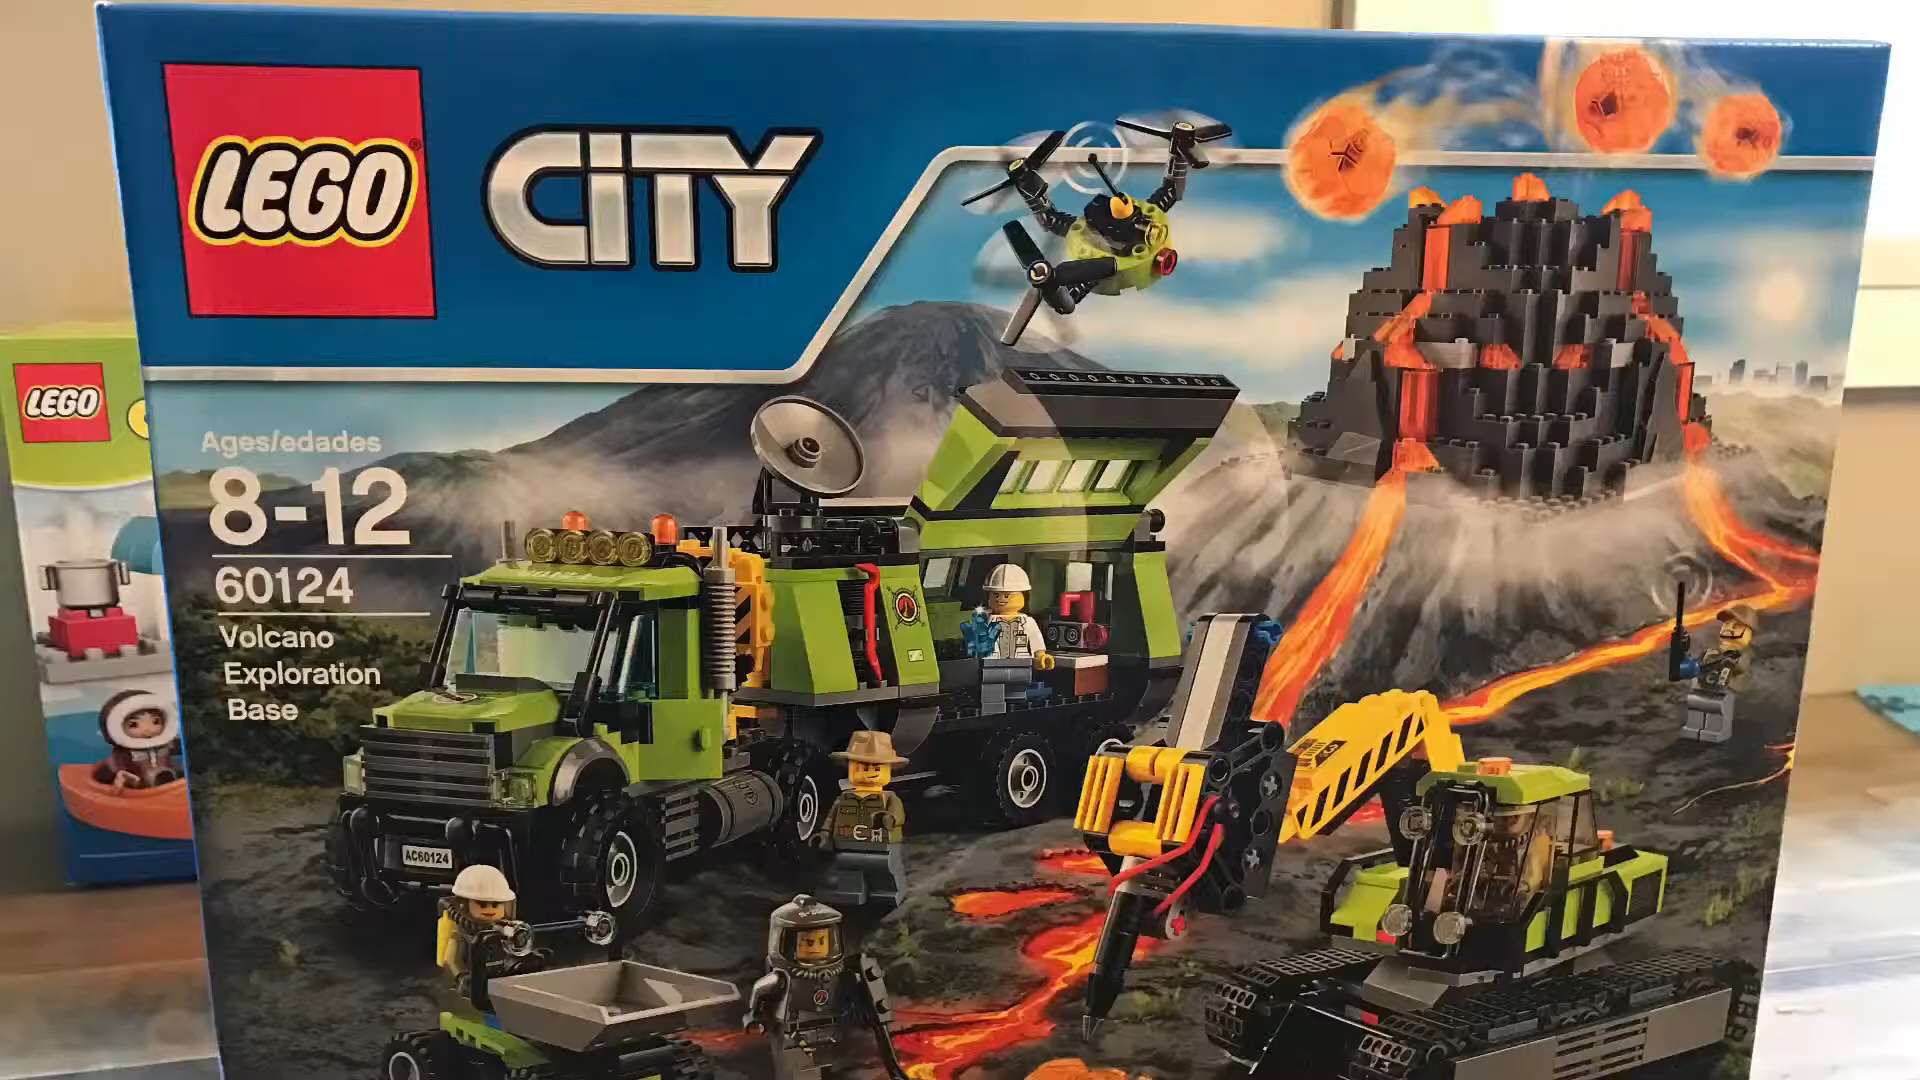 LEGO
CITY
LEGO
Ages/edades
8-12
60124
Volcano
Exploration
Base
AC60124